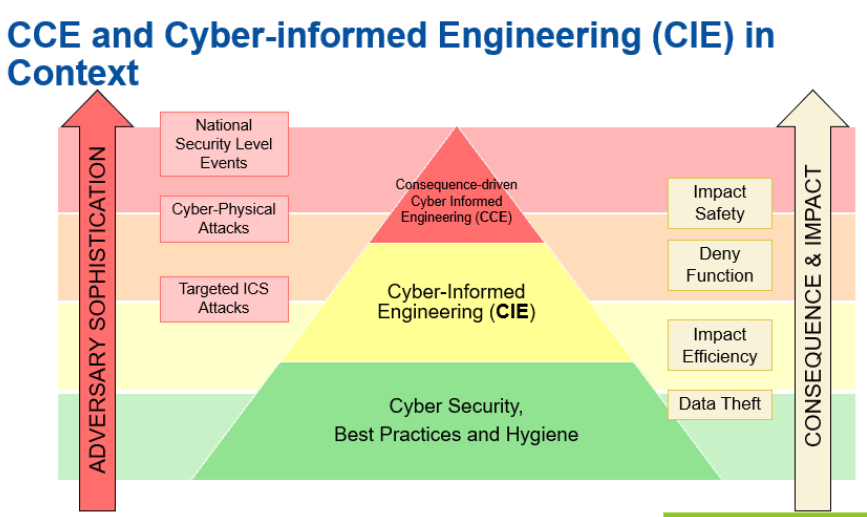 CCE and Cyber-informed Engineering (CIE) in
Context
ADVERSARY SOPHISTICATION
National
Security Level
Events
Cyber-Physical
Attacks
Targeted ICS
Attacks
Consequence-driven
Cyber Informed
Engineering (CCE)
Cyber-Informed
Engineering (CIE)
Cyber Security,
Best Practices and Hygiene
Impact
Safety
Deny
Function
Impact
Efficiency
Data Theft
CONSEQUENCE & IMPACT